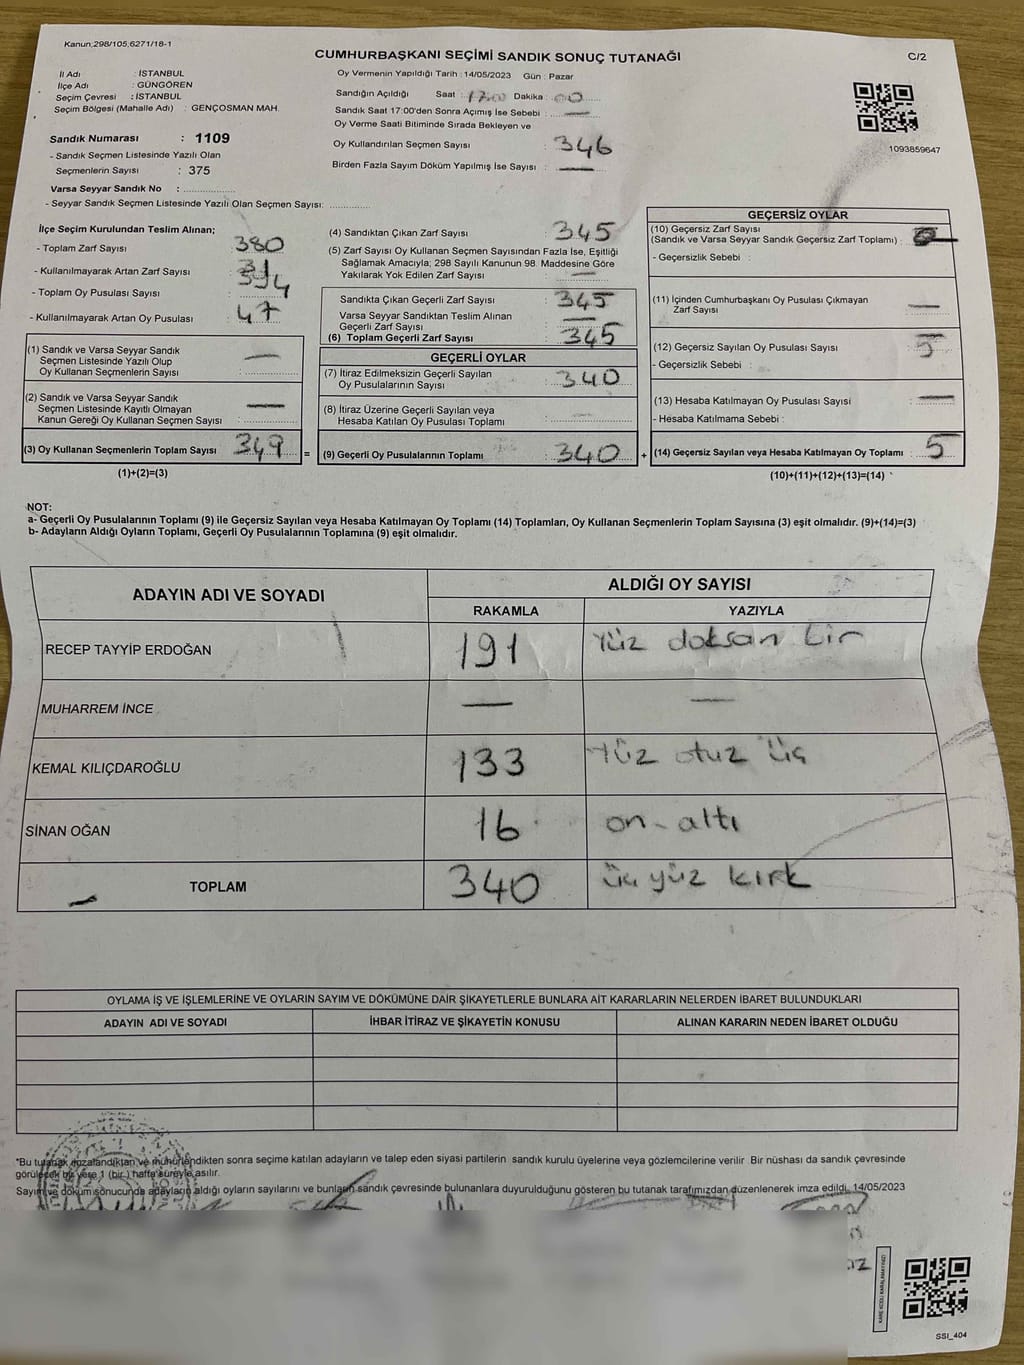 Kanun;298/105;6271/18-1
CUMHURBAŞKANI SEÇİMİ SANDIK SONUÇ TUTANAĞI
C/2
İl Adı : İSTANBUL
İlçe Adı : GÜNGÖREN
Seçim Çevresi : İSTANBUL
Seçim Bölgesi (Mahalle Adı) : GENÇOSMAN MAH.
Sandık Numarası : 1109
- Sandık Seçmen Listesinde Yazılı Olan
Seçmenlerin Sayısı : 375
Varsa Seyyar Sandık No :
- Seyyar Sandık Seçmen Listesinde Yazılı Olan Seçmen Sayısı:
Oy Vermenin Yapıldığı Tarih : 14/05/2023 Gün : Pazar
Sandığın Açıldığı Saat : 17:00 Dakika : 00
Sandık Saat 17:00'den Sonra Açımış İse Sebebi : —
Oy Verme Saati Bitiminde Sırada Bekleyen ve
Oy Kullandırılan Seçmen Sayısı : 346
Birden Fazla Sayım Döküm Yapılmış İse Sayısı : —
1093859647
İlçe Seçim Kurulundan Teslim Alınan;
- Toplam Zarf Sayısı : 380
- Kullanılmayarak Artan Zarf Sayısı :
- Toplam Oy Pusulası Sayısı : 394
- Kullanılmayarak Artan Oy Pusulası : 47
(1) Sandık ve Varsa Seyyar Sandık
Seçmen Listesinde Yazılı Olup
Oy Kullanan Seçmenlerin Sayısı : —
(2) Sandık ve Varsa Seyyar Sandık
Seçmen Listesinde Kayıtlı Olmayan
Kanun Gereği Oy Kullanan Seçmen Sayısı : —
(3) Oy Kullanan Seçmenlerin Toplam Sayısı : 349 =
(1)+(2)=(3)
(4) Sandıktan Çıkan Zarf Sayısı : 345
(5) Zarf Sayısı Oy Kullanan Seçmen Sayısından Fazla İse, Eşitliği
Sağlamak Amacıyla; 298 Sayılı Kanunun 98. Maddesine Göre
Yakılarak Yok Edilen Zarf Sayısı : —
Sandıkta Çıkan Geçerli Zarf Sayısı : 345
Varsa Seyyar Sandıktan Teslim Alınan
Geçerli Zarf Sayısı : —
(6) Toplam Geçerli Zarf Sayısı : 345
GEÇERLİ OYLAR
(7) İtiraz Edilmeksizin Geçerli Sayılan
Oy Pusulalarının Sayısı : 340
(8) İtiraz Üzerine Geçerli Sayılan veya
Hesaba Katılan Oy Pusulası Toplamı : —
(9) Geçerli Oy Pusulalarının Toplamı : 340 +
GEÇERSİZ OYLAR
(10) Geçersiz Zarf Sayısı
(Sandık ve Varsa Seyyar Sandık Geçersiz Zarf Toplamı) :
- Geçersizlik Sebebi :
(11) İçinden Cumhurbaşkanı Oy Pusulası Çıkmayan
Zarf Sayısı : —
(12) Geçersiz Sayılan Oy Pusulası Sayısı : 5
- Geçersizlik Sebebi :
(13) Hesaba Katılmayan Oy Pusulası Sayısı : —
- Hesaba Katılmama Sebebi :
(14) Geçersiz Sayılan veya Hesaba Katılmayan Oy Toplamı : 5
(10)+(11)+(12)+(13)=(14)
NOT:
a- Geçerli Oy Pusulalarının Toplamı (9) ile Geçersiz Sayılan veya Hesaba Katılmayan Oy Toplamı (14) Toplamları, Oy Kullanan Seçmenlerin Toplam Sayısına (3) eşit olmalıdır. (9)+(14)=(3)
b- Adayların Aldığı Oyların Toplamı, Geçerli Oy Pusulalarının Toplamına (9) eşit olmalıdır.
ADAYIN ADI VE SOYADI ALDIĞI OY SAYISI
RAKAMLA YAZIYLA
RECEP TAYYİP ERDOĞAN 191 Yüz doksan bir
MUHARREM İNCE — —
KEMAL KILIÇDAROĞLU 133 Yüz otuz üç
SİNAN OĞAN 16 on altı
TOPLAM 340 üç yüz kırk
OYLAMA İŞ VE İŞLEMLERİNE VE OYLARIN SAYIM VE DÖKÜMÜNE DAİR ŞİKAYETLERLE BUNLARA AİT KARARLARIN NELERDEN İBARET BULUNDUKLARI
ADAYIN ADI VE SOYADI İHBAR İTİRAZ VE ŞİKAYETİN KONUSU ALINAN KARARIN NEDEN İBARET OLDUĞU
*Bu tutanak imzalandıktan ve mühürlendikten sonra seçime katılan adayların ve talep eden siyasi partilerin sandık kurulu üyelerine veya gözlemcilerine verilir Bir nüshası da sandık çevresinde
görülecek bir yere 1 (bir ) hafta süreyle asılır.
Sayım ve döküm sonucunda adayların aldığı oyların sayılarını ve bunların sandık çevresinde bulunanlara duyurulduğunu gösteren bu tutanak tarafımızdan düzenlenerek imza edildi. 14/05/2023
KARE KODU KARALAMAYINIZ!
SSI_404